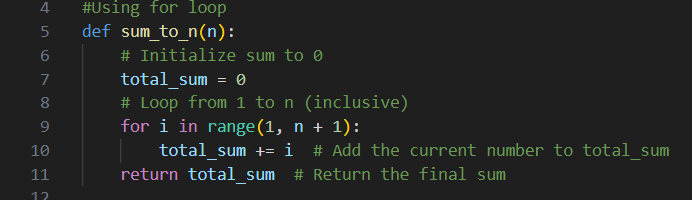 4 #Using for loop
5 def sum_to_n(n):
6     # Initialize sum to 0
7     total_sum = 0
8     # Loop from 1 to n (inclusive)
9     for i in range(1, n + 1):
10         total_sum += i  # Add the current number to total_sum
11     return total_sum  # Return the final sum
12